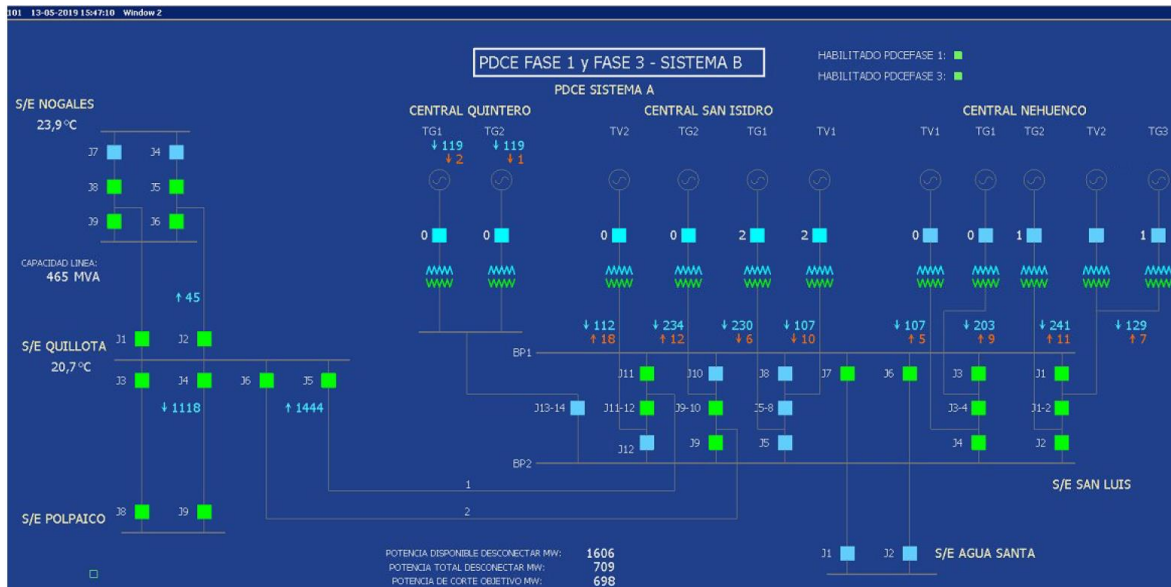 101 13-05-2019 15:47:10 Window 2
PDCE FASE 1 y FASE 3 - SISTEMA B
HABILITADO PDCEFASE 1:
HABILITADO PDCEFASE 3:
PDCE SISTEMA A
S/E NOGALES
23,9ºC
CENTRAL QUINTERO CENTRAL SAN ISIDRO CENTRAL NEHUENCO
TG1 TG2 TV2 TG2 TG1 TV1 TV1 TG1 TG2 TV2 TG3
↓ 119 ↓ 119
↓ 2 ↓ 1
J7 J4
J8 J5
J9 J6
0 0 0 0 2 2 0 0 1 1
CAPACIDAD LINEA:
465 MVA
↑ 45
↓ 112 ↓ 234 ↓ 230 ↓ 107 ↓ 107 ↓ 203 ↓ 241 ↓ 129
↑ 18 ↑ 12 ↓ 6 ↓ 10 ↑ 5 ↑ 9 ↑ 11 ↑ 7
J1 J2
S/E QUILLOTA
20,7ºC
BP1
J3 J4 J6 J5
J11 J10 J8 J7 J6 J3 J1
↓ 1118 ↑ 1444
J13-14 J11-12 J9-10 J5-8 J3-4 J1-2
J12 J9 J5 J4 J2
BP2
1
S/E SAN LUIS
2
S/E POLPAICO
J8 J9
J1 J2 S/E AGUA SANTA
POTENCIA DISPONIBLE DESCONECTAR MW: 1606
POTENCIA TOTAL DESCONECTAR MW: 709
POTENCIA DE CORTE OBJETIVO MW: 698